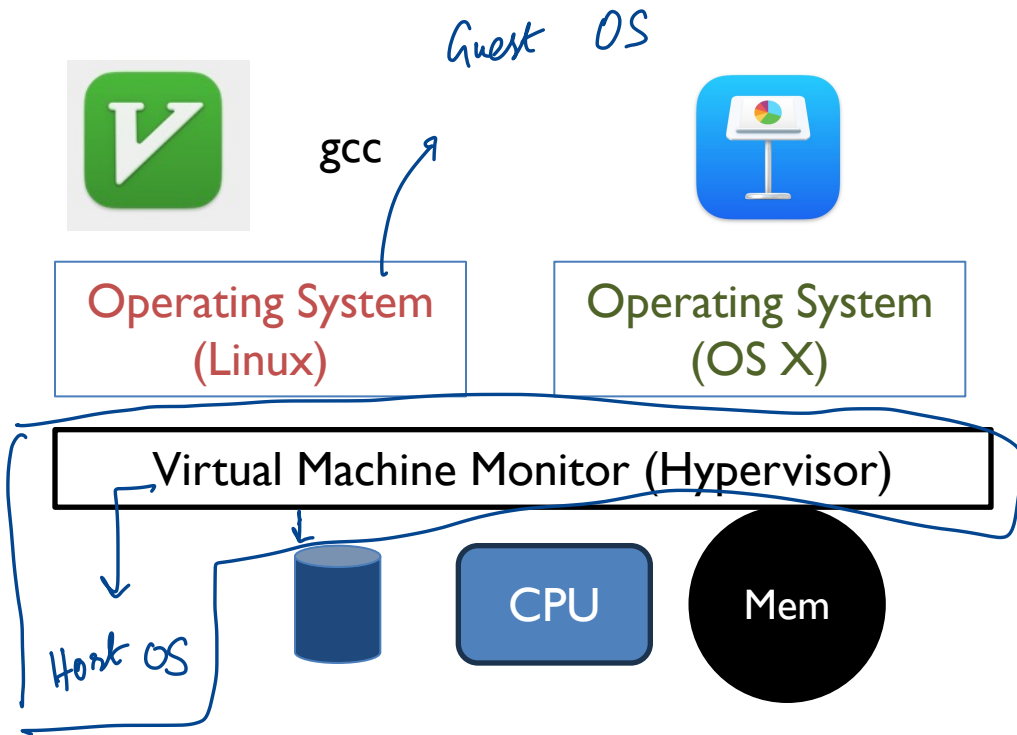 Guest OS
V
gcc
Operating System
(Linux)
Operating System
(OS X)
Virtual Machine Monitor (Hypervisor)
CPU
Mem
Host OS